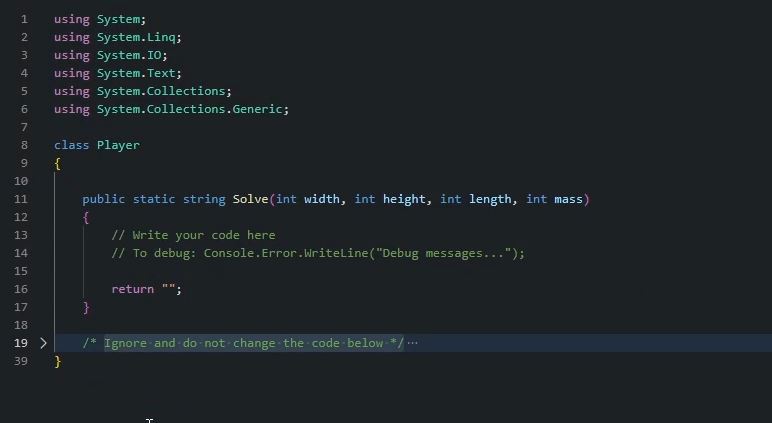 1 using System;
2 using System.Linq;
3 using System.IO;
4 using System.Text;
5 using System.Collections;
6 using System.Collections.Generic;
7
8 class Player
9 {
10
11 public static string Solve(int width, int height, int length, int mass)
12 {
13 // Write your code here
14 // To debug: Console.Error.WriteLine("Debug messages...");
15
16 return "";
17 }
18
19 > /* Ignore and do not change the code below */ ⋯
39 }